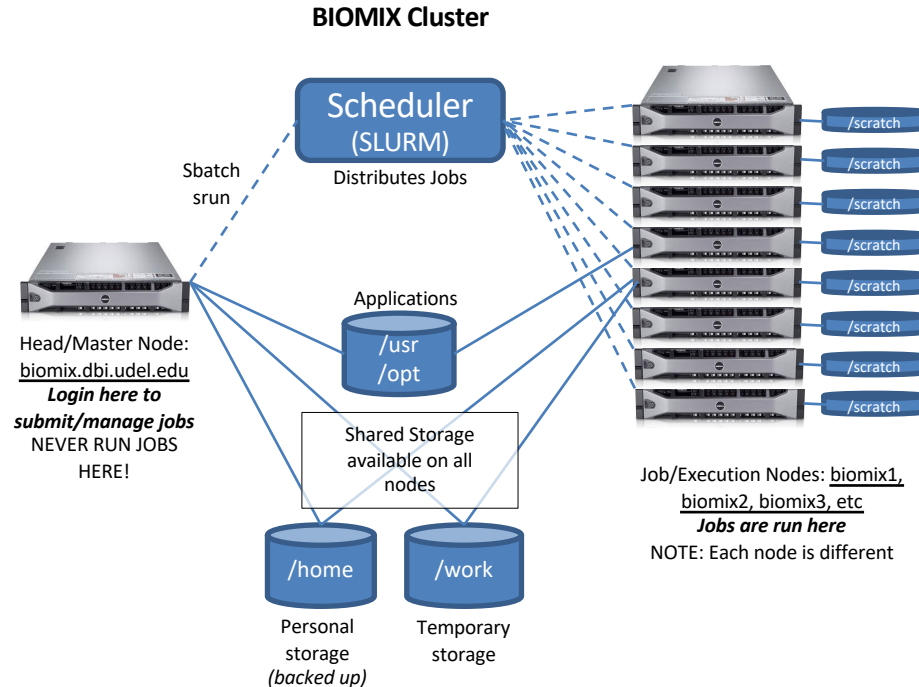 BIOMIX Cluster
Scheduler
(SLURM)
Distributes Jobs
Sbatch
srun
/scratch
/scratch
/scratch
/scratch
/scratch
/scratch
/scratch
/scratch
Head/Master Node:
biomix.dbi.udel.edu
Login here to
submit/manage jobs
NEVER RUN JOBS
HERE!
Applications
/usr
/opt
Shared Storage
available on all
nodes
/home
/work
Personal
storage
(backed up)
Temporary
storage
Job/Execution Nodes: biomix1,
biomix2, biomix3, etc
Jobs are run here
NOTE: Each node is different